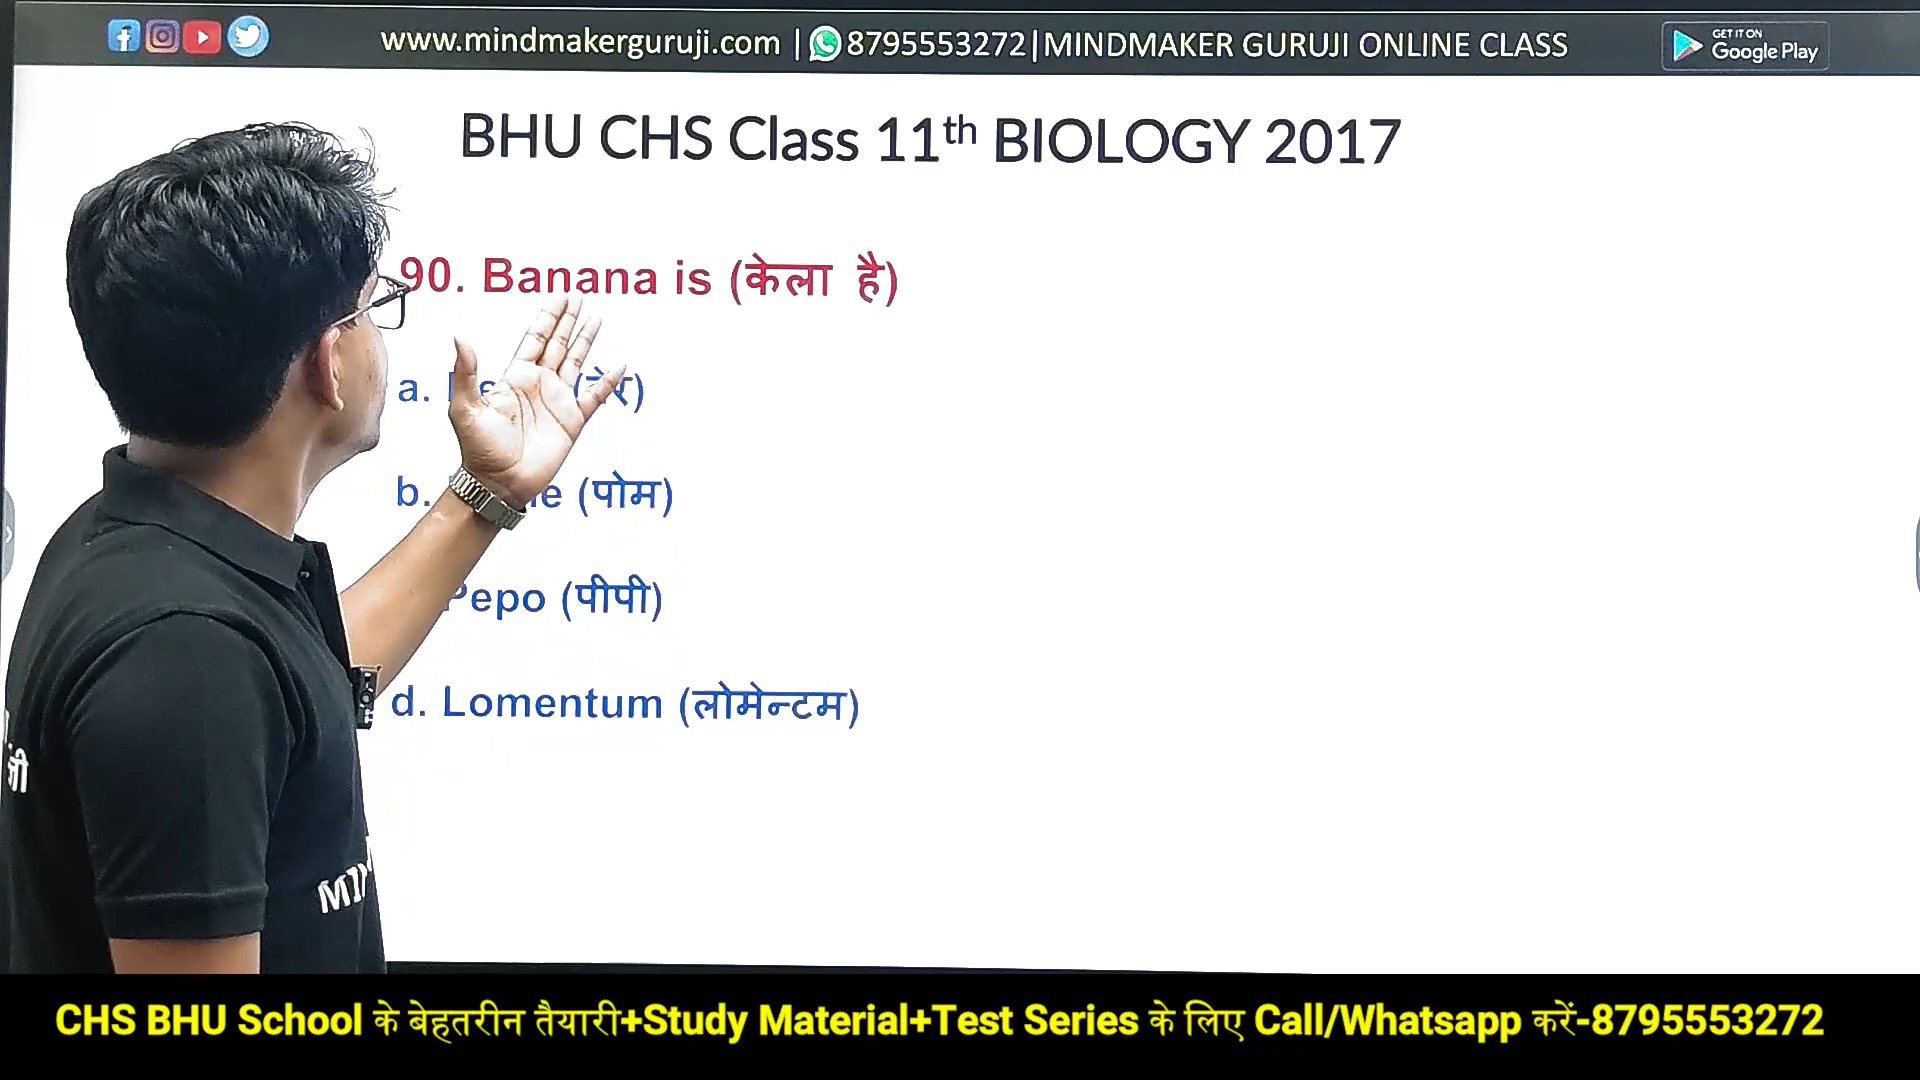 www.mindmakerguruji.com | 8795553272|MINDMAKER GURUJI ONLINE CLASS
GET IT ON
Google Play
BHU CHS Class 11th BIOLOGY 2017
90. Banana is (केला है)
a.
b. (पोम)
Pepo (पीपी)
d. Lomentum (लोमेन्टम)
CHS BHU School के बेहतरीन तैयारी+Study Material+Test Series के लिए Call/Whatsapp करें-8795553272